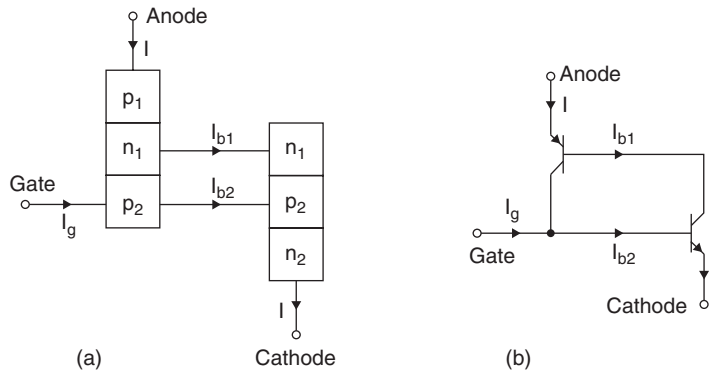 Anode
I
p1
n1
Ib1
n1
Gate
Ig
p2
Ib2
p2
n2
I
Cathode
(a)
Anode
I
Ib1
Ig
Gate
Ib2
Cathode
(b)